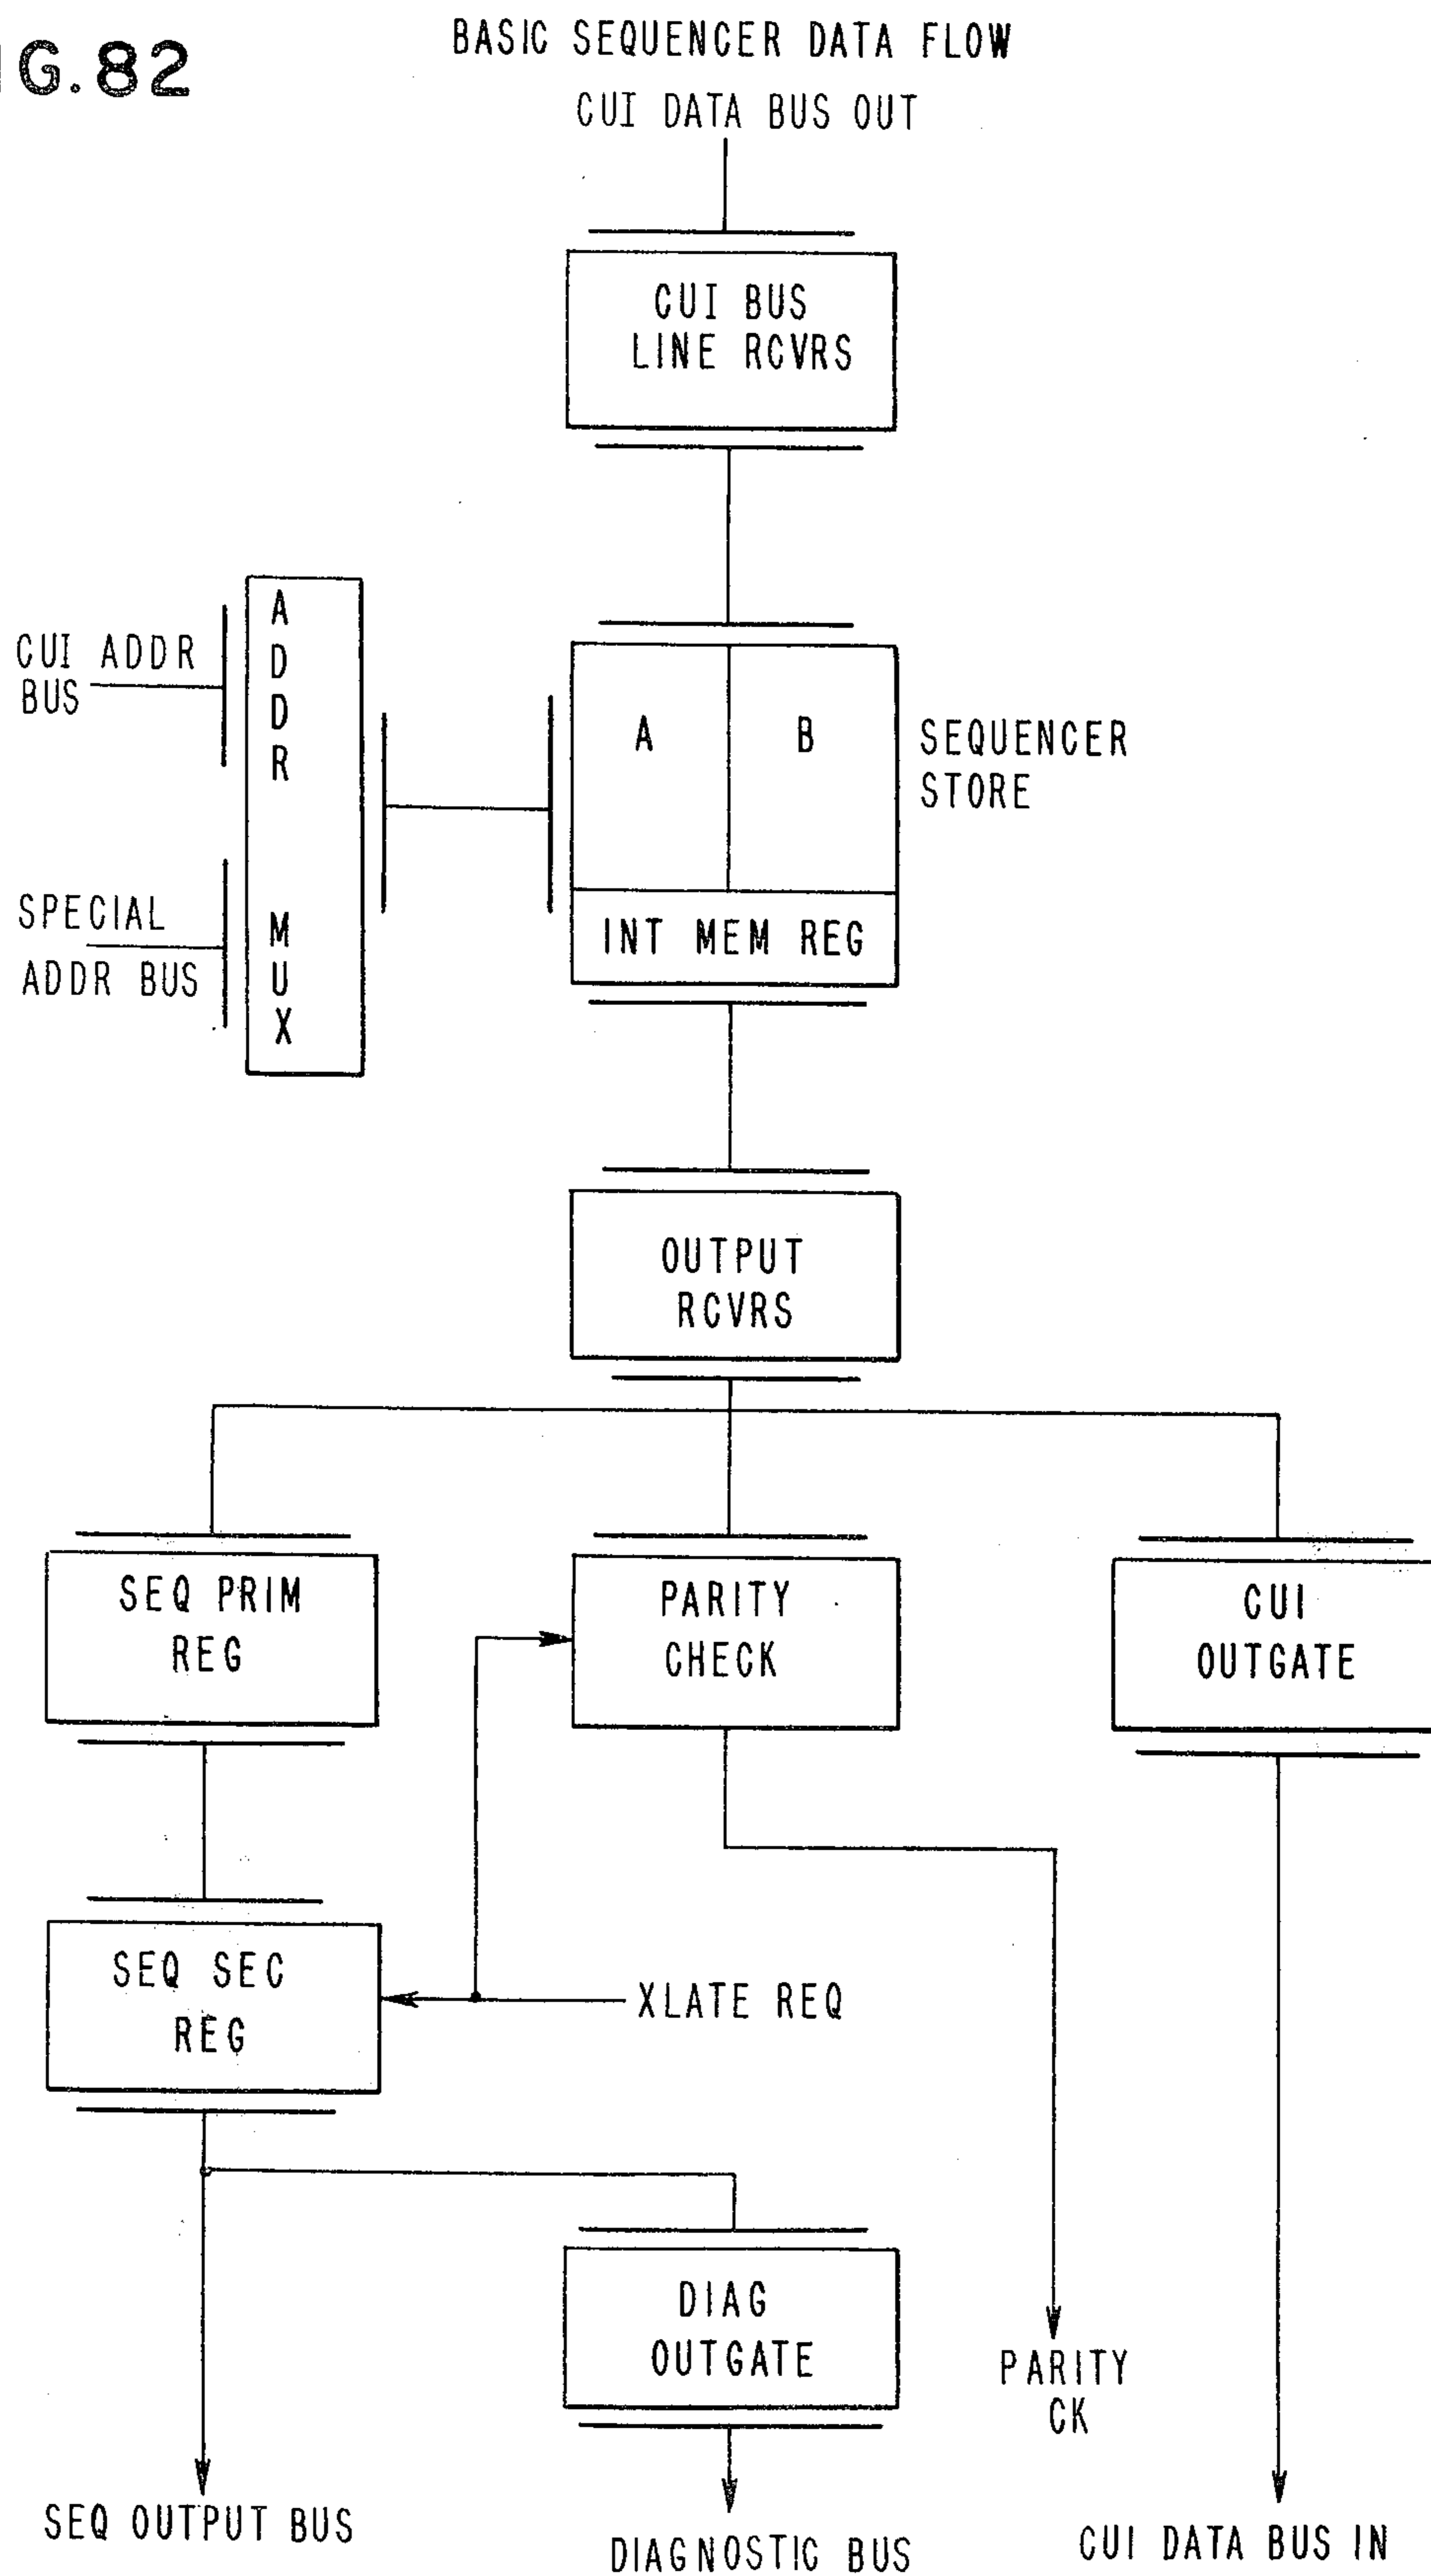 IG.82
BASIC SEQUENCER DATA FLOW
CUI DATA BUS OUT
CUI BUS
LINE RCVRS
ADDR MUX
CUI ADDR
BUS
SPECIAL
ADDR BUS
A
B
SEQUENCER
STORE
INT MEM REG
OUTPUT
RCVRS
SEQ PRIM
REG
PARITY
CHECK
CUI
OUTGATE
SEQ SEC
REG
XLATE REQ
DIAG
OUTGATE
PARITY
CK
SEQ OUTPUT BUS
DIAGNOSTIC BUS
CUI DATA BUS IN